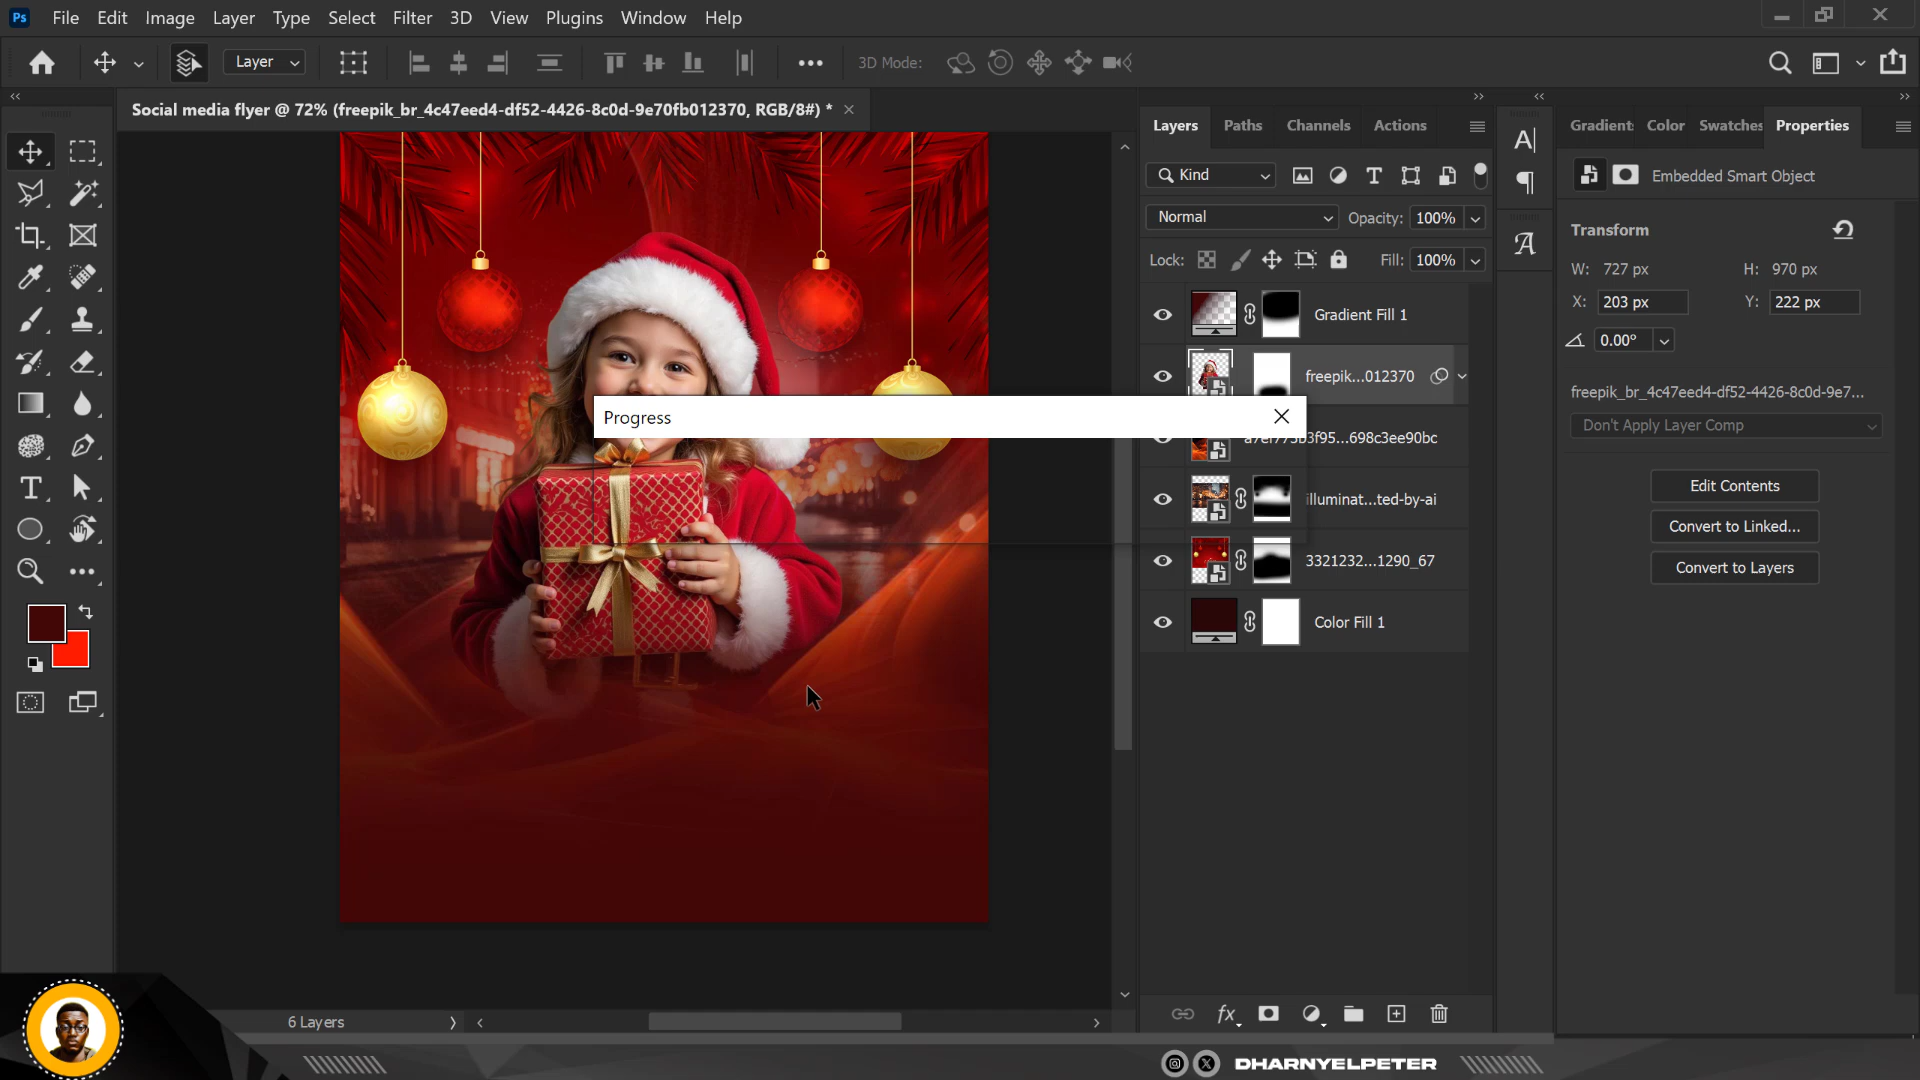 Ps File Edit Image Layer Type Select Filter 3D View Plugins Window Help
Layer 3D Mode:
Social media flyer @ 72% (freepik_br_4c47eed4-df52-4426-8c0d-9e70fb012370, RGB/8#) *
Layers Paths Channels Actions
Gradient Color Swatches Properties
Kind
Embedded Smart Object
Normal Opacity: 100%
Lock: Fill: 100%
Transform
W: 727 px H: 970 px
X: 203 px Y: 222 px
0.00°
Gradient Fill 1
freepik...012370
freepik_br_4c47eed4-df52-4426-8c0d-9e7...
Don't Apply Layer Comp
Progress
698c3ee90bc
Edit Contents
illuminat...ted-by-ai
Convert to Linked...
3321232...1290_67
Convert to Layers
Color Fill 1
6 Layers
fx
DHARNYELPETER